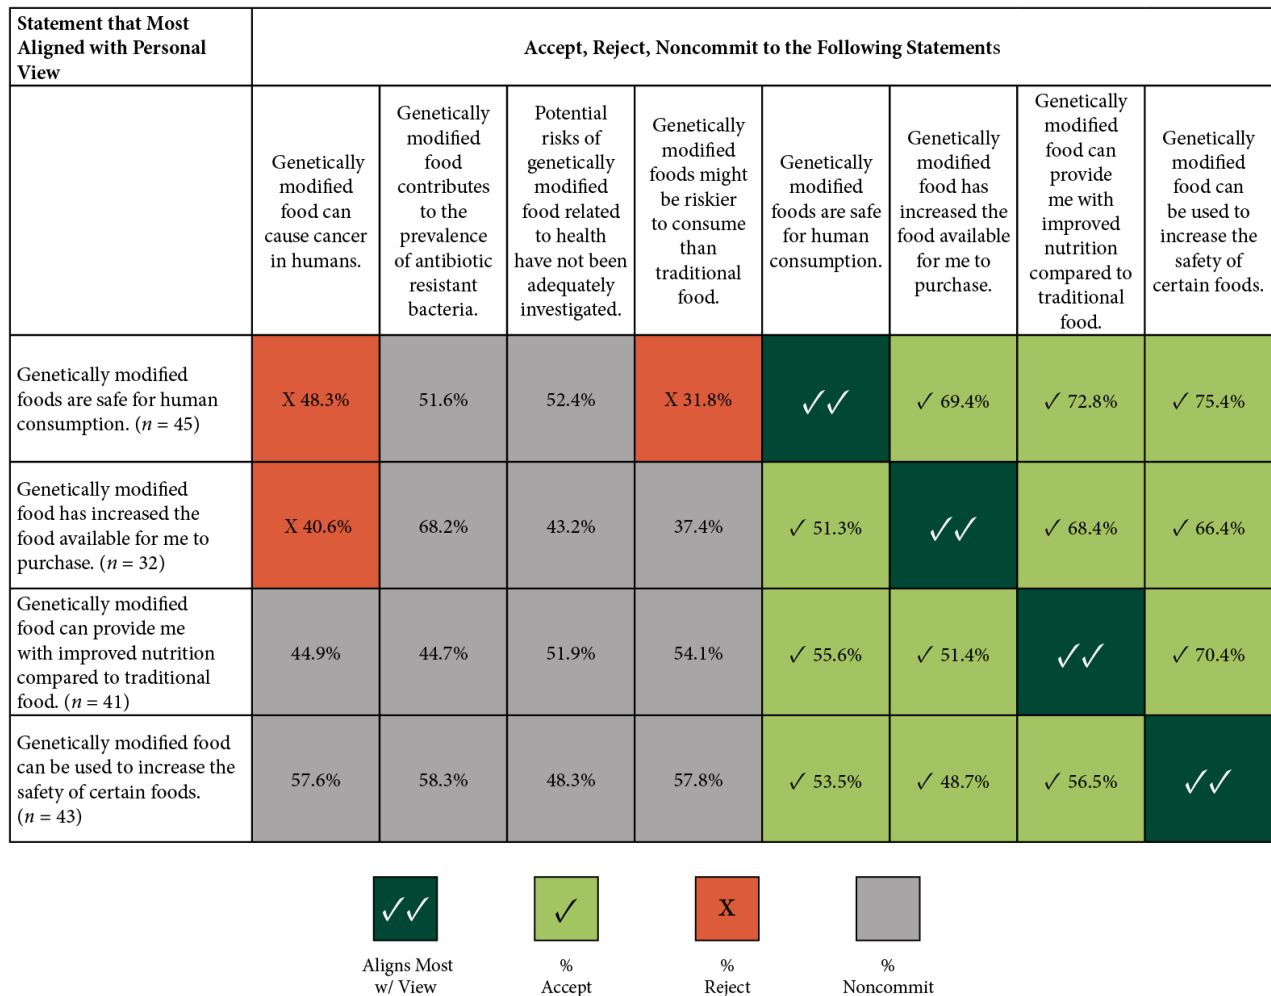 Statement that Most
Aligned with Personal
View
Accept, Reject, Noncommit to the Following Statements
Genetically
modified
food can
cause cancer
in humans.
Genetically
modified
food
contributes
to the
prevalence
of antibiotic
resistant
bacteria.
Potential
risks of
genetically
modified
food related
to health
have not been
adequately
investigated.
Genetically
modified
foods might
be riskier
to consume
than
traditional
food.
Genetically
modified
foods are safe
for human
consumption.
Genetically
modified
food has
increased the
food available
for me to
purchase.
Genetically
modified
food can
provide
me with
improved
nutrition
compared to
traditional
food.
Genetically
modified
food can
be used to
increase the
safety of
certain foods.
Genetically modified
foods are safe for human
consumption. (n = 45)
X 48.3%
51.6%
52.4%
X 31.8%
✓✓
✓ 69.4%
✓ 72.8%
✓ 75.4%
Genetically modified
food has increased the
food available for me to
purchase. (n = 32)
X 40.6%
68.2%
43.2%
37.4%
✓ 51.3%
✓✓
✓ 68.4%
✓ 66.4%
Genetically modified
food can provide me
with improved nutrition
compared to traditional
food. (n = 41)
44.9%
44.7%
51.9%
54.1%
✓ 55.6%
✓ 51.4%
✓✓
✓ 70.4%
Genetically modified food
can be used to increase the
safety of certain foods.
(n = 43)
57.6%
58.3%
48.3%
57.8%
✓ 53.5%
✓ 48.7%
✓ 56.5%
✓✓
✓✓
Aligns Most
w/ View
✓
%
Accept
X
%
Reject
%
Noncommit